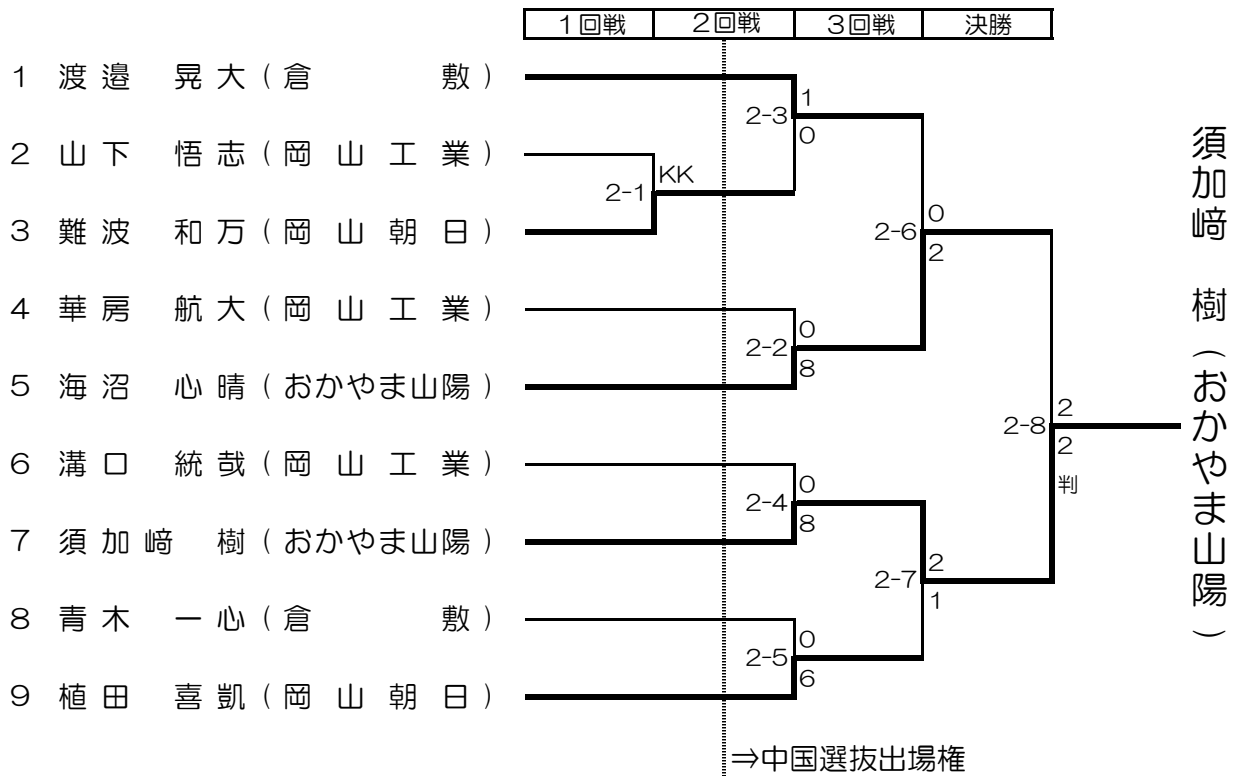 1回戦 2回戦 3回戦 決勝
1 渡邉 晃大(倉敷)
1
2-3
0
2 山下 悟志(岡山工業)
KK
2-1
3 難波 和万(岡山朝日)
0
2-6
2
4 華房 航大(岡山工業)
0
2-2
8
5 海沼 心晴(おかやま山陽)
2
2-8
2
判
6 溝口 統哉(岡山工業)
0
2-4
8
7 須加﨑 樹(おかやま山陽)
2
2-7
1
8 青木 一心(倉敷)
0
2-5
6
9 植田 喜凱(岡山朝日)
⇒中国選抜出場権
須加﨑 樹(おかやま山陽)